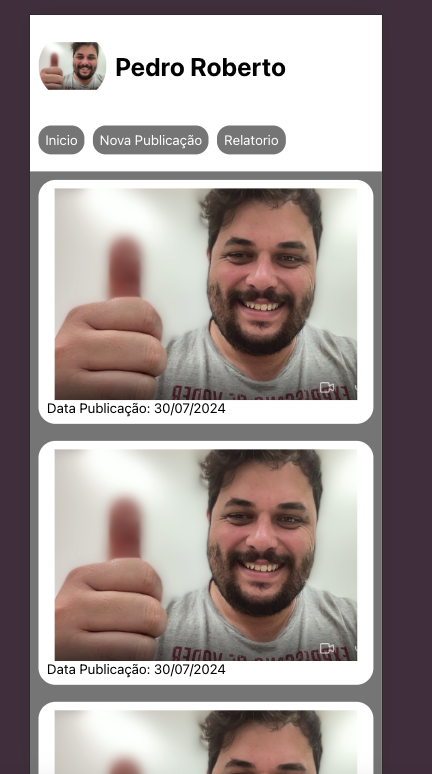 Pedro Roberto
Inicio
Nova Publicação
Relatorio
Data Publicação: 30/07/2024
Data Publicação: 30/07/2024